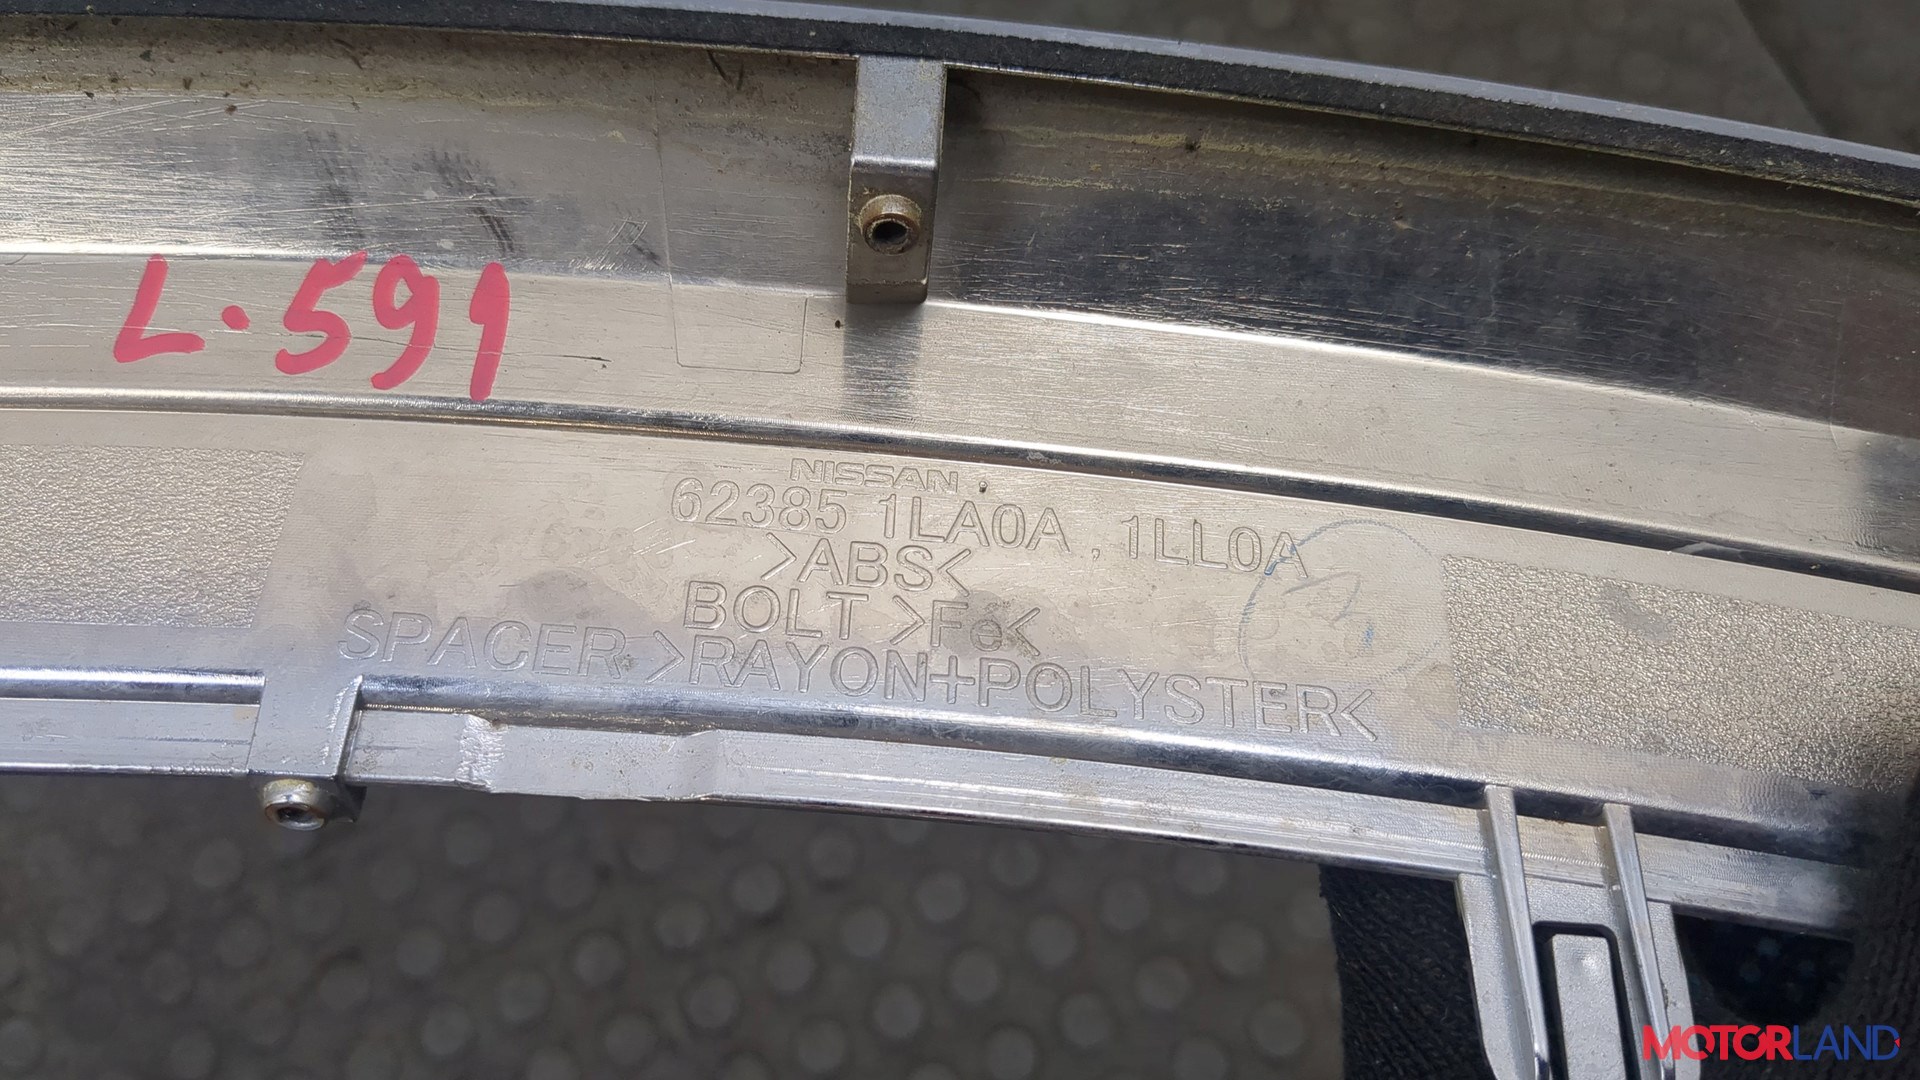 L.591
NISSAN
62385 1LA0A , 1LL0A
>ABS<
BOLT >Fe<
SPACER >RAYON+POLYSTER<
MOTORLAND